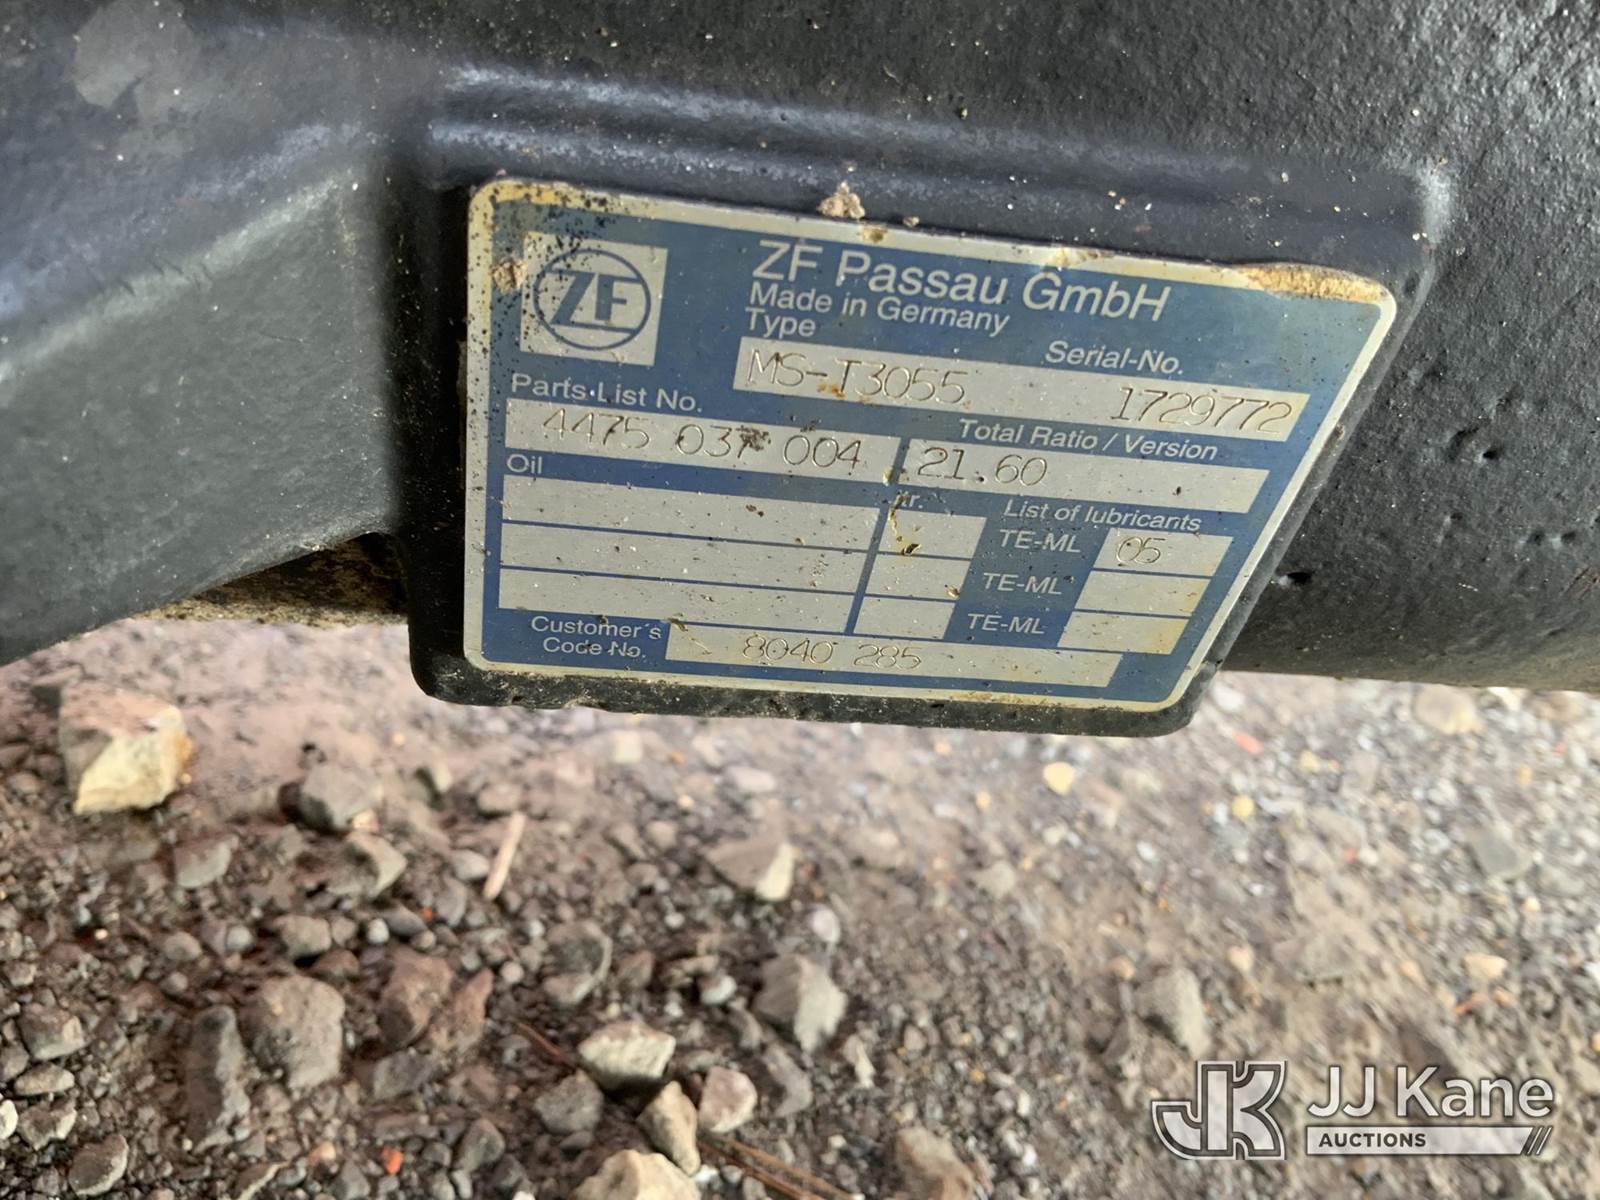 ZF
ZF Passau GmbH
Made in Germany
Type
Serial-No.
MS-T3055 1729772
Parts List No.
Total Ratio / Version
4475 037 004 21.60
Oil
nr.
List of lubricants
TE-ML 05
TE-ML
TE-ML
Customer's
Code No.
8040 285
JK JJ Kane
AUCTIONS